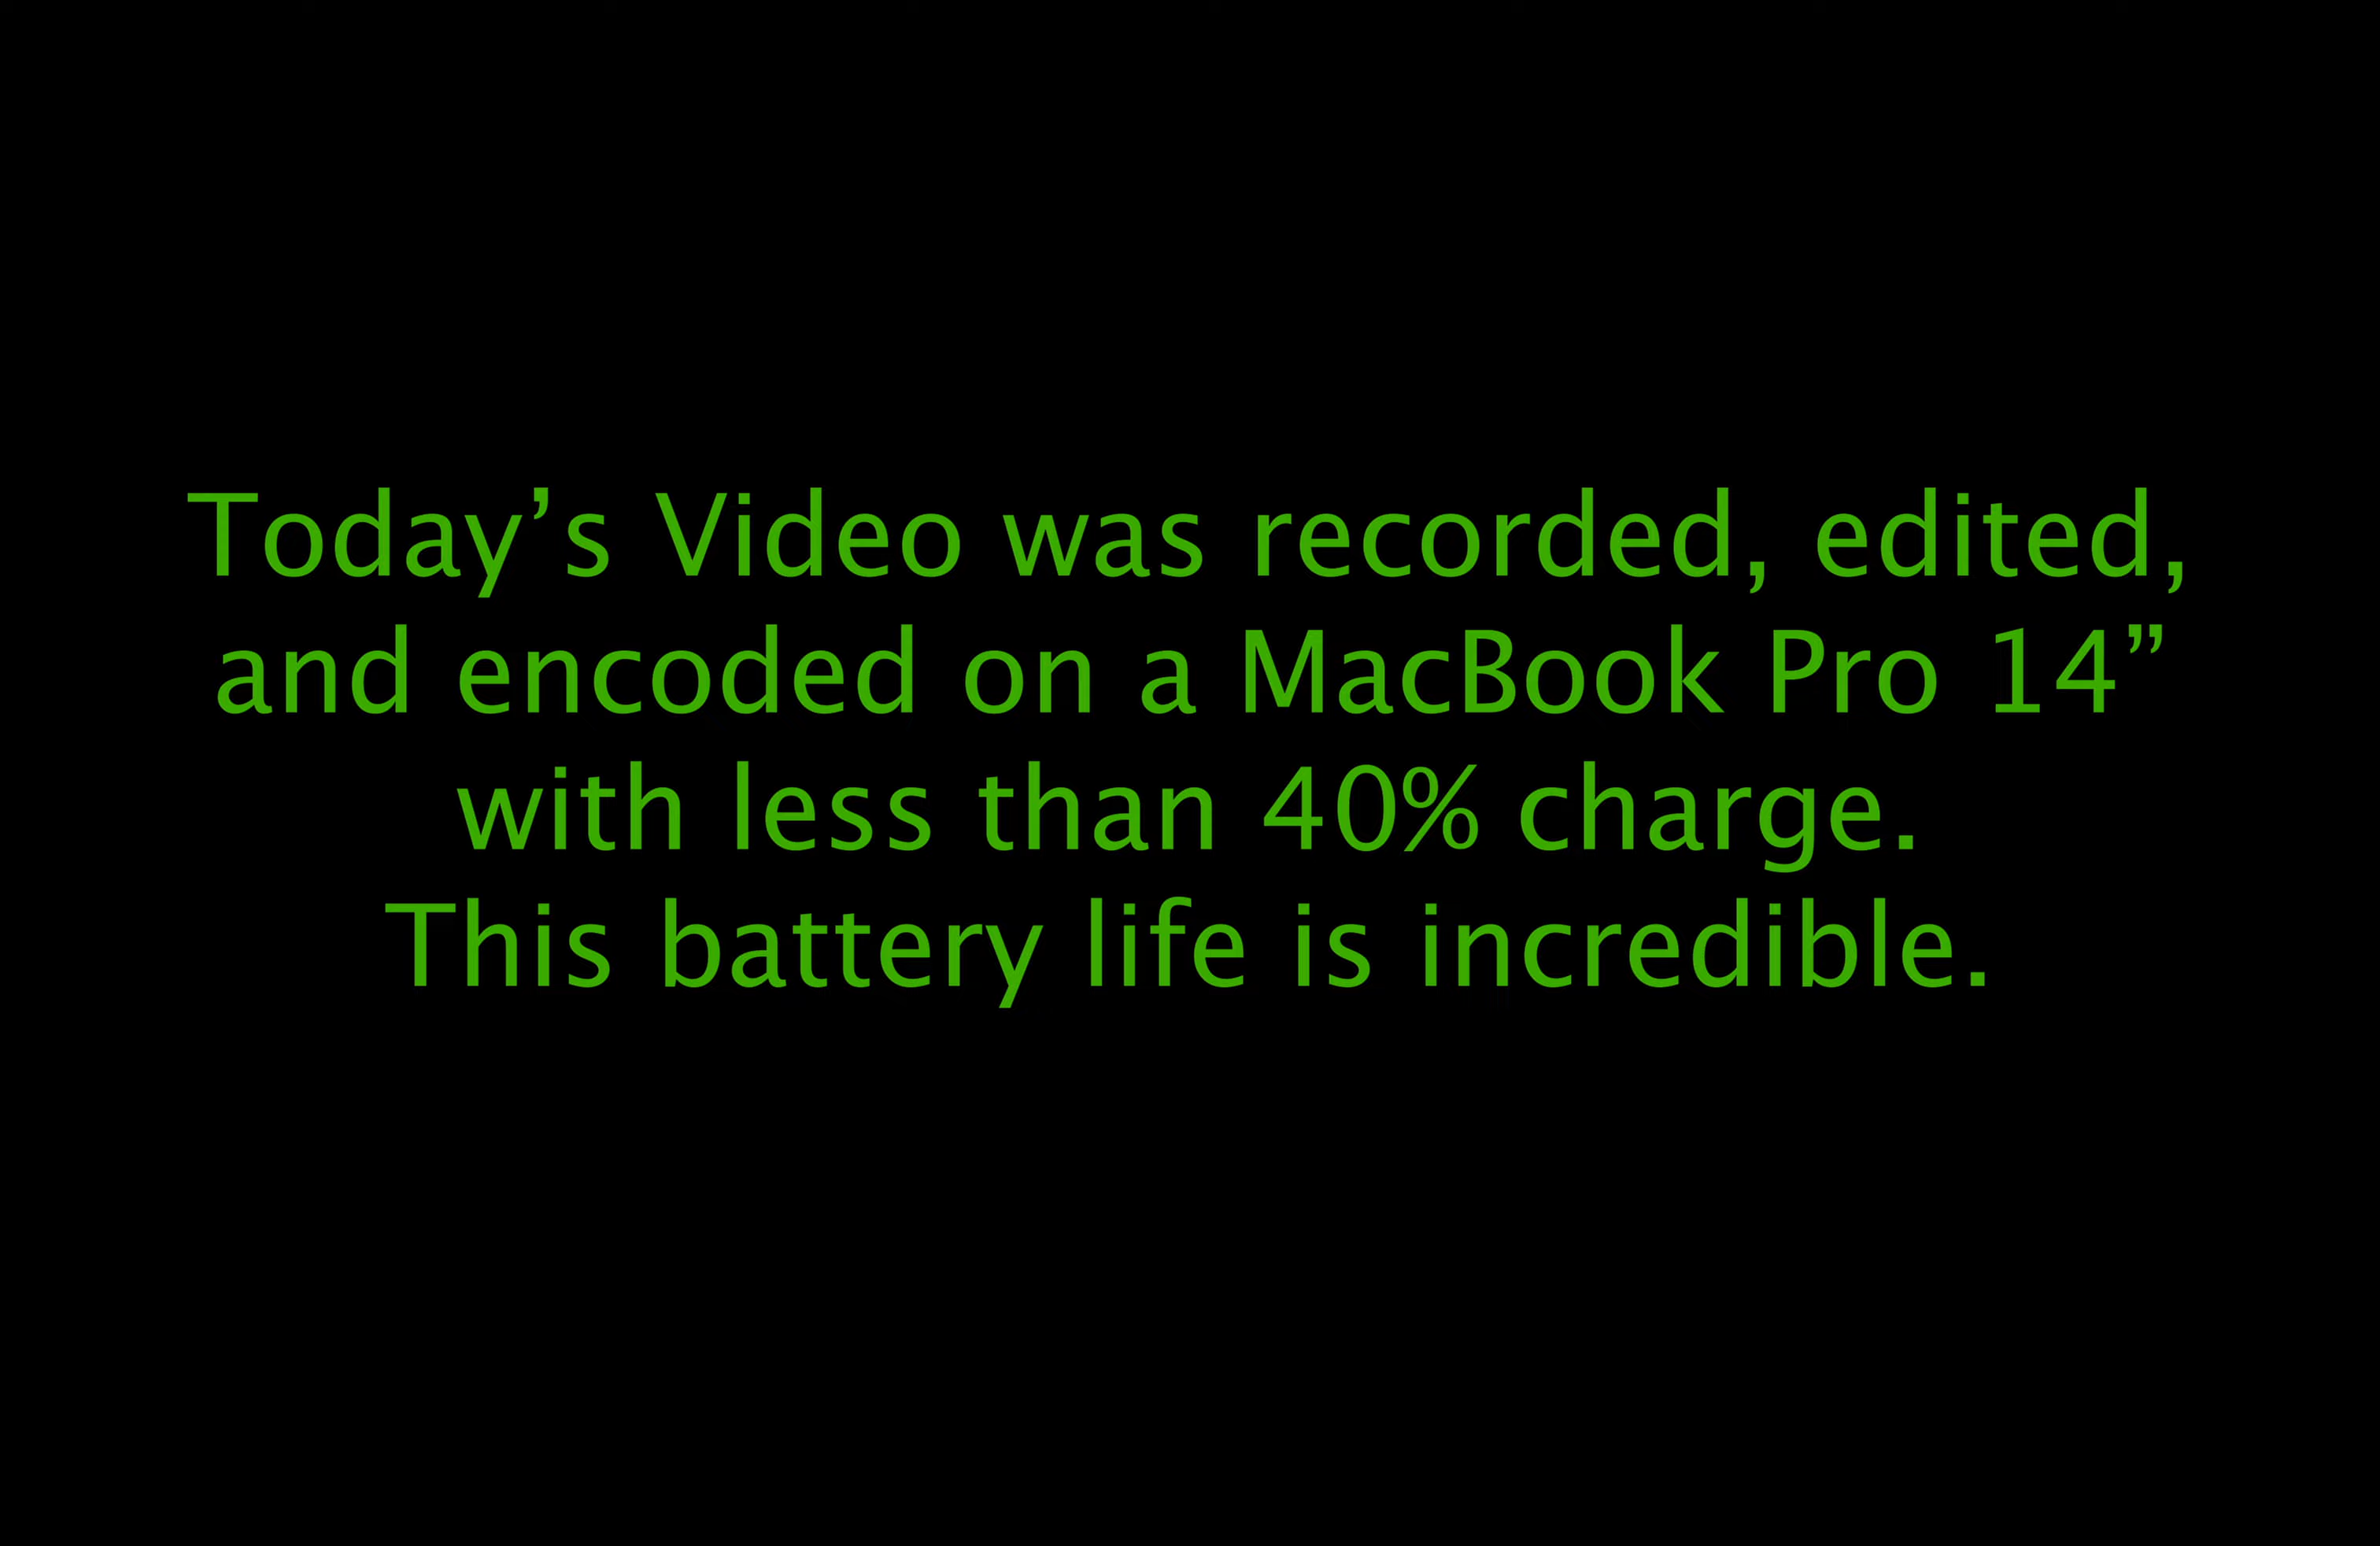 Today’s Video was recorded, edited,
and encoded on a MacBook Pro 14”
with less than 40% charge.
This battery life is incredible.